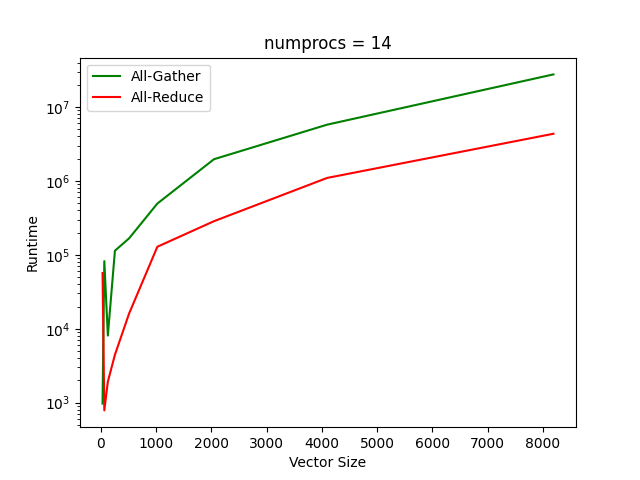 numprocs = 14
All-Gather
All-Reduce
Runtime
10^7
10^6
10^5
10^4
10^3
0 1000 2000 3000 4000 5000 6000 7000 8000
Vector Size